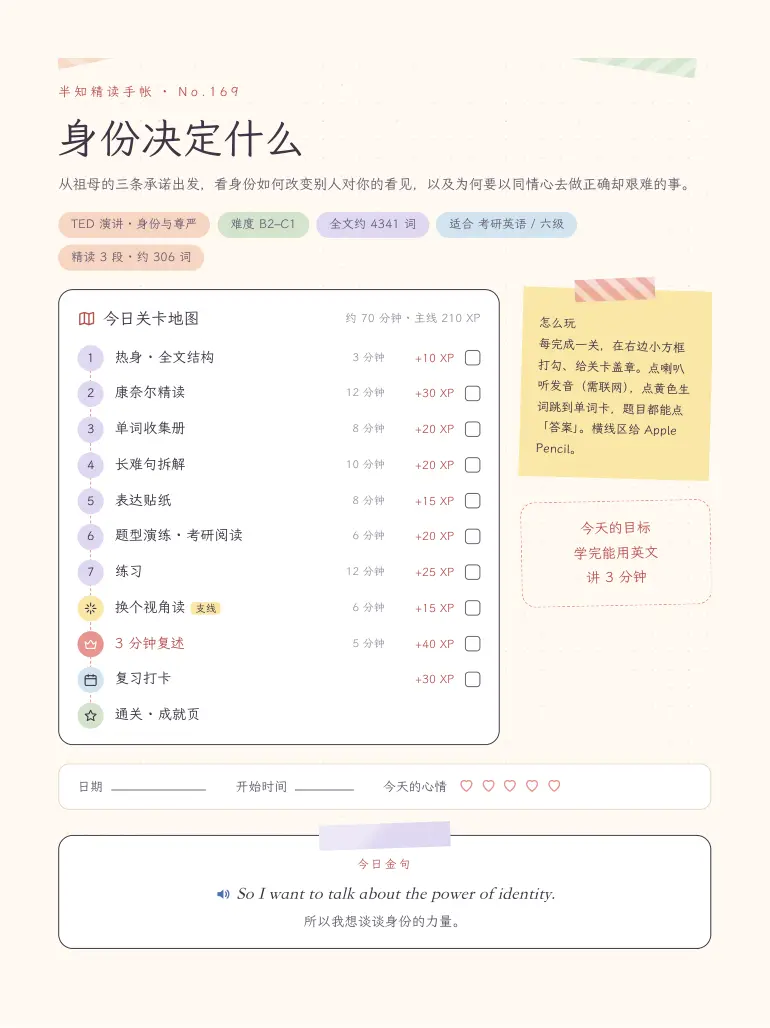 半知精读手帐 · No.169
身份决定什么
从祖母的三条承诺出发，看身份如何改变别人对你的看见，以及为何要以同情心去做正确却艰难的事。
TED 演讲 · 身份与尊严 难度 B2–C1 全文约 4341 词 适合 考研英语 / 六级
精读 3 段 · 约 306 词
今日关卡地图 约 70 分钟 · 主线 210 XP
1 热身 · 全文结构 3 分钟 +10 XP
2 康奈尔精读 12 分钟 +30 XP
3 单词收集册 8 分钟 +20 XP
4 长难句拆解 10 分钟 +20 XP
5 表达贴纸 8 分钟 +15 XP
6 题型演练 · 考研阅读 6 分钟 +20 XP
7 练习 12 分钟 +25 XP
换个视角读 支线 6 分钟 +15 XP
3 分钟复述 5 分钟 +40 XP
复习打卡 +30 XP
通关 · 成就页
怎么玩
每完成一关，在右边小方框
打勾、给关卡盖章。点喇叭
听发音（需联网），点黄色生
词跳到单词卡，题目都能点
「答案」。横线区给 Apple
Pencil。
今天的目标
学完能用英文
讲 3 分钟
日期 开始时间 今天的心情
今日金句
So I want to talk about the power of identity.
所以我想谈谈身份的力量。